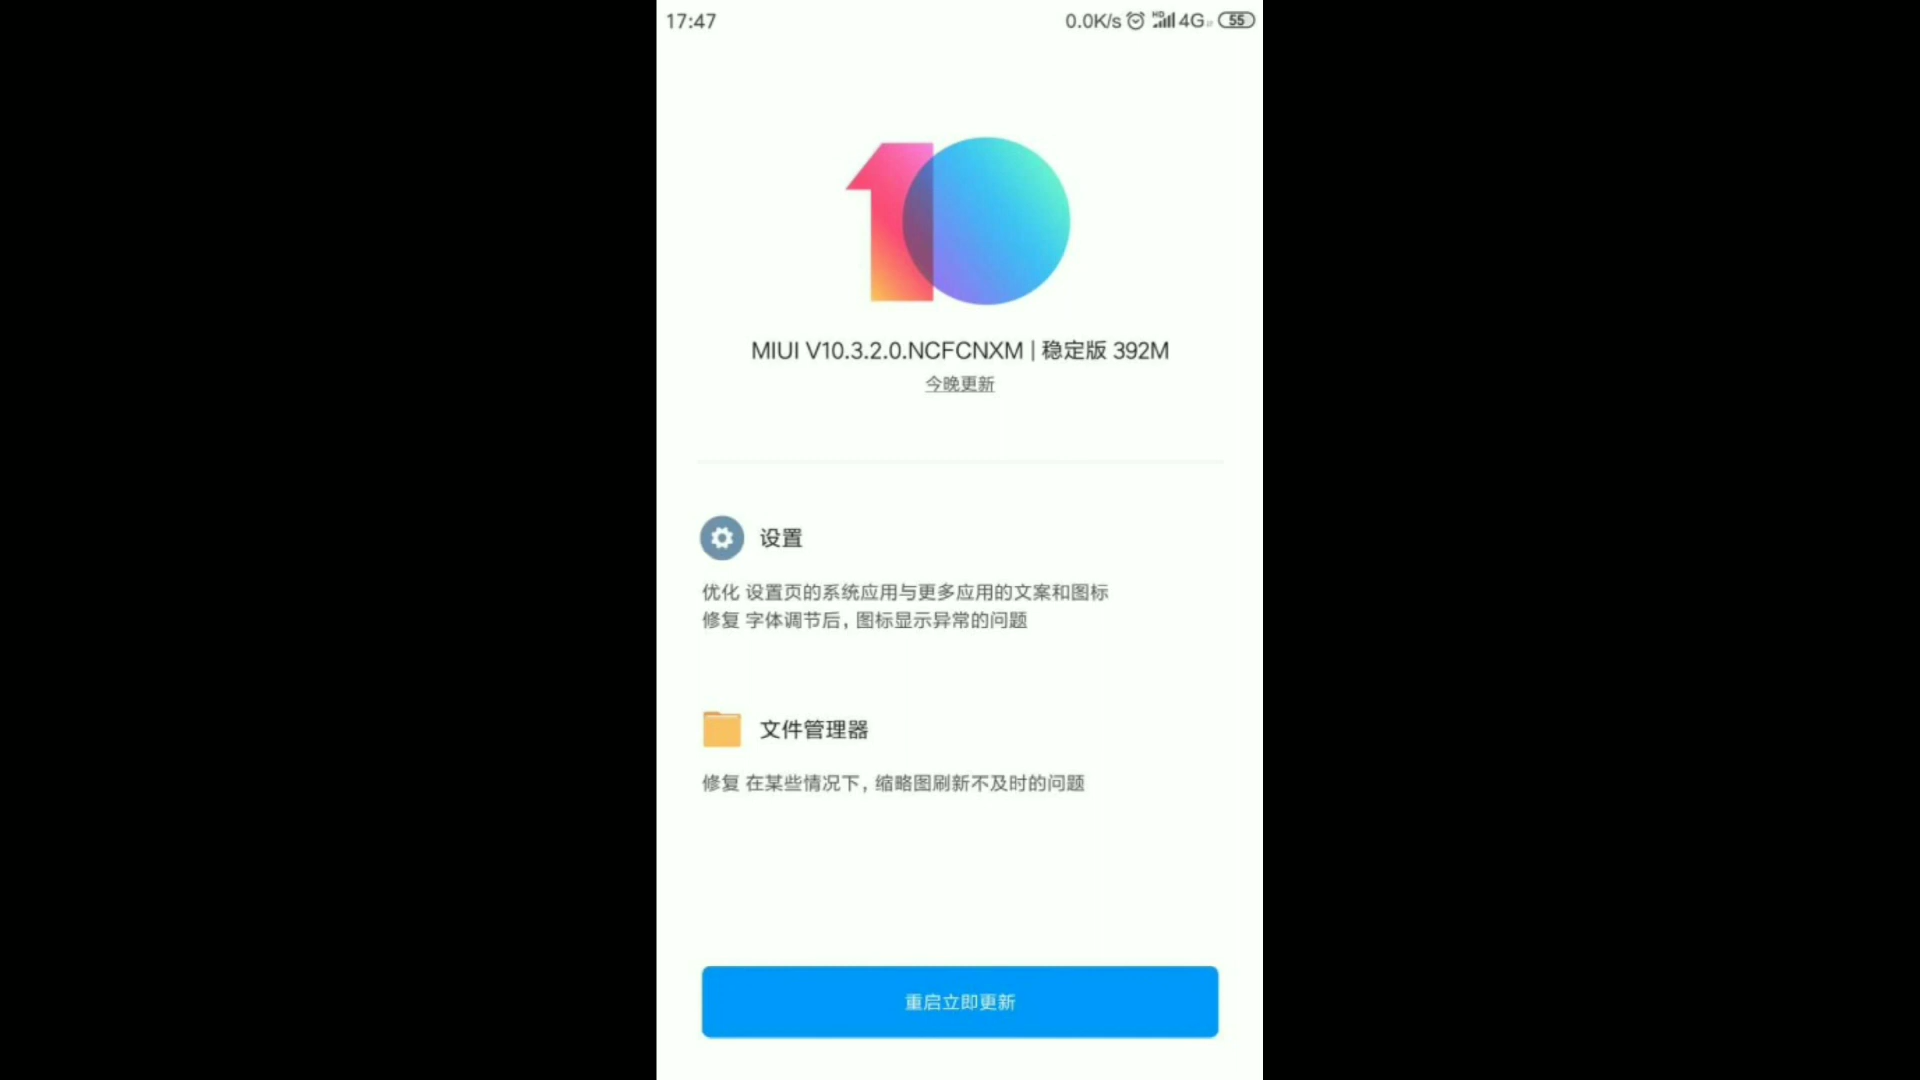 17:47
0.0K/s HD 4G 55
10
MIUI V10.3.2.0.NCFCNXM | 稳定版 392M
今晚更新
设置
优化 设置页的系统应用与更多应用的文案和图标
修复 字体调节后，图标显示异常的问题
文件管理器
修复 在某些情况下，缩略图刷新不及时的问题
重启立即更新